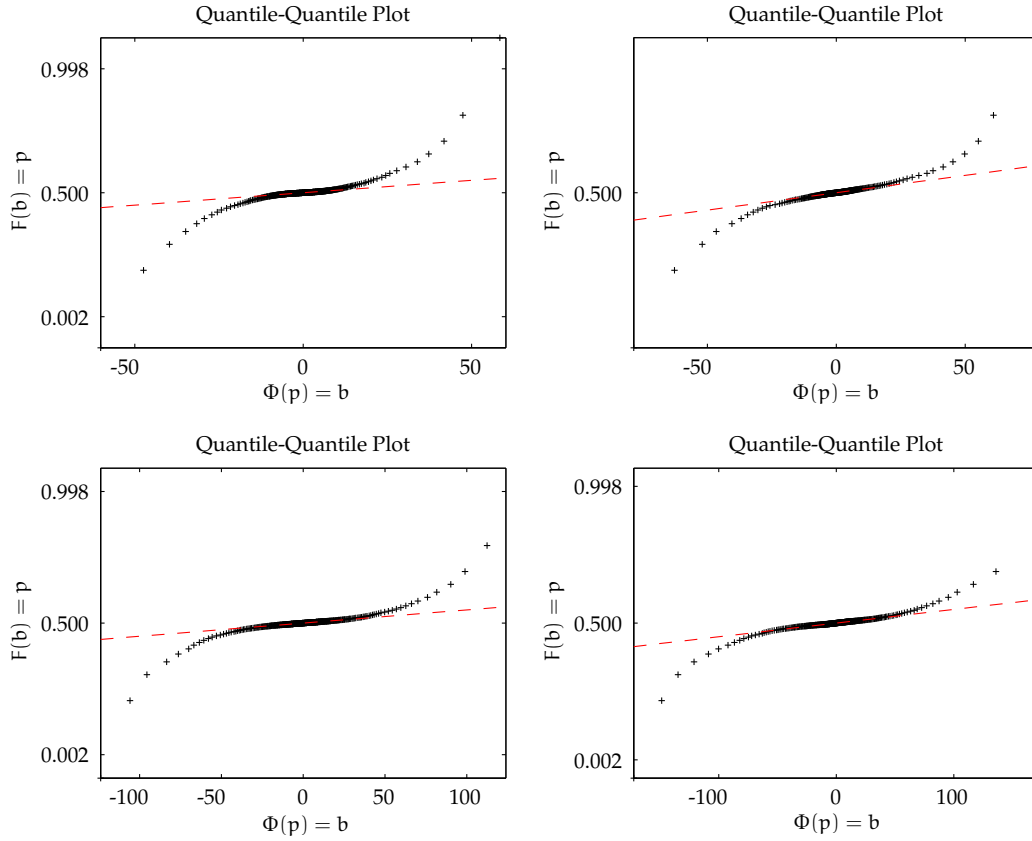 Quantile-Quantile Plot
F(b) = p
0.998
0.500
0.002
-50
0
50
Φ(p) = b
Quantile-Quantile Plot
F(b) = p
0.500
-50
0
50
Φ(p) = b
Quantile-Quantile Plot
F(b) = p
0.998
0.500
0.002
-100
-50
0
50
100
Φ(p) = b
Quantile-Quantile Plot
F(b) = p
0.998
0.500
0.002
-100
0
100
Φ(p) = b